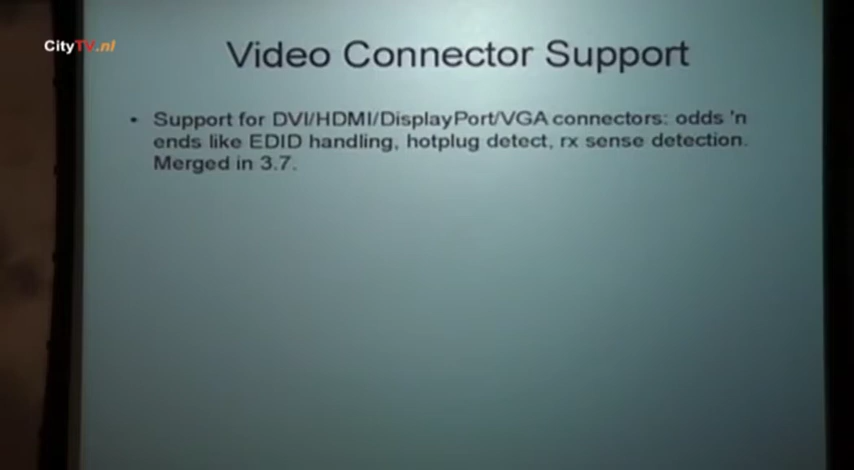 CityTV.nl
Video Connector Support
• Support for DVI/HDMI/DisplayPort/VGA connectors: odds 'n
ends like EDID handling, hotplug detect, rx sense detection.
Merged in 3.7.